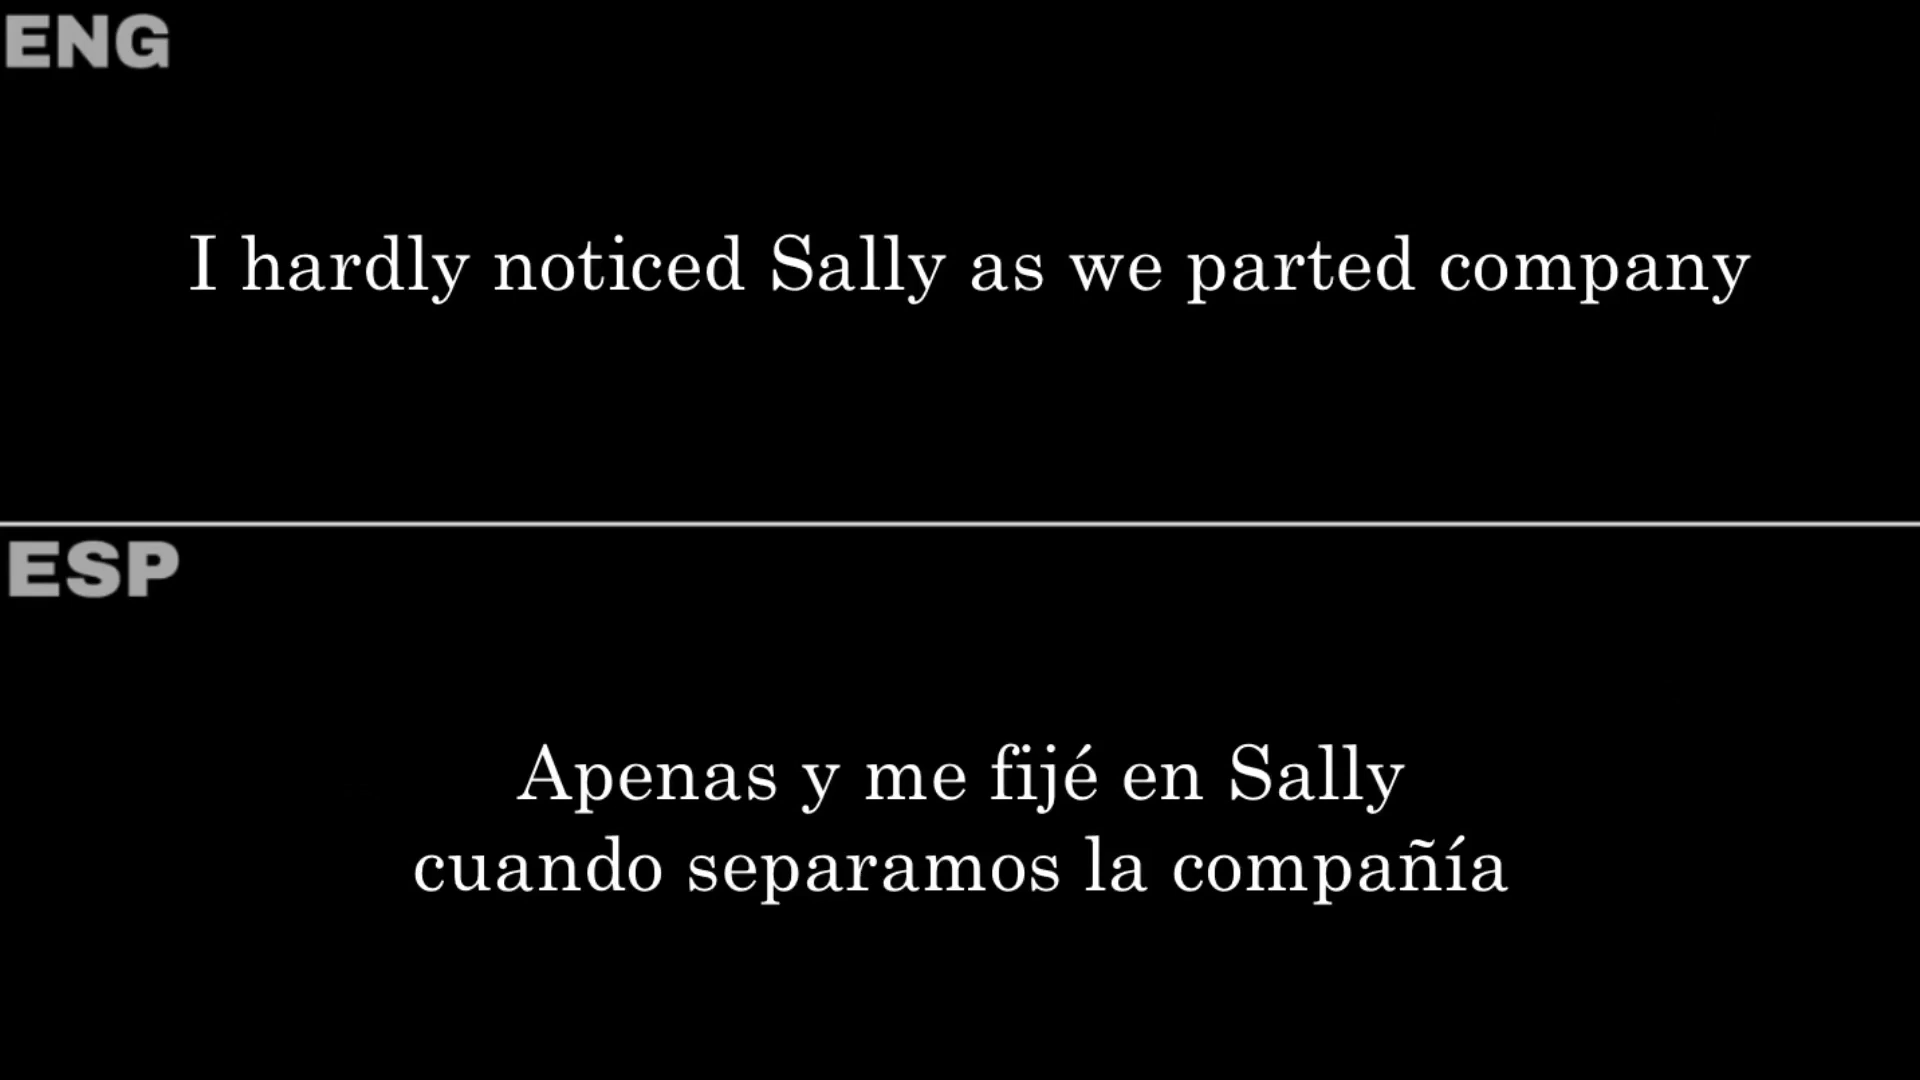 ENG
I hardly noticed Sally as we parted company
ESP
Apenas y me fijé en Sally
cuando separamos la compañía